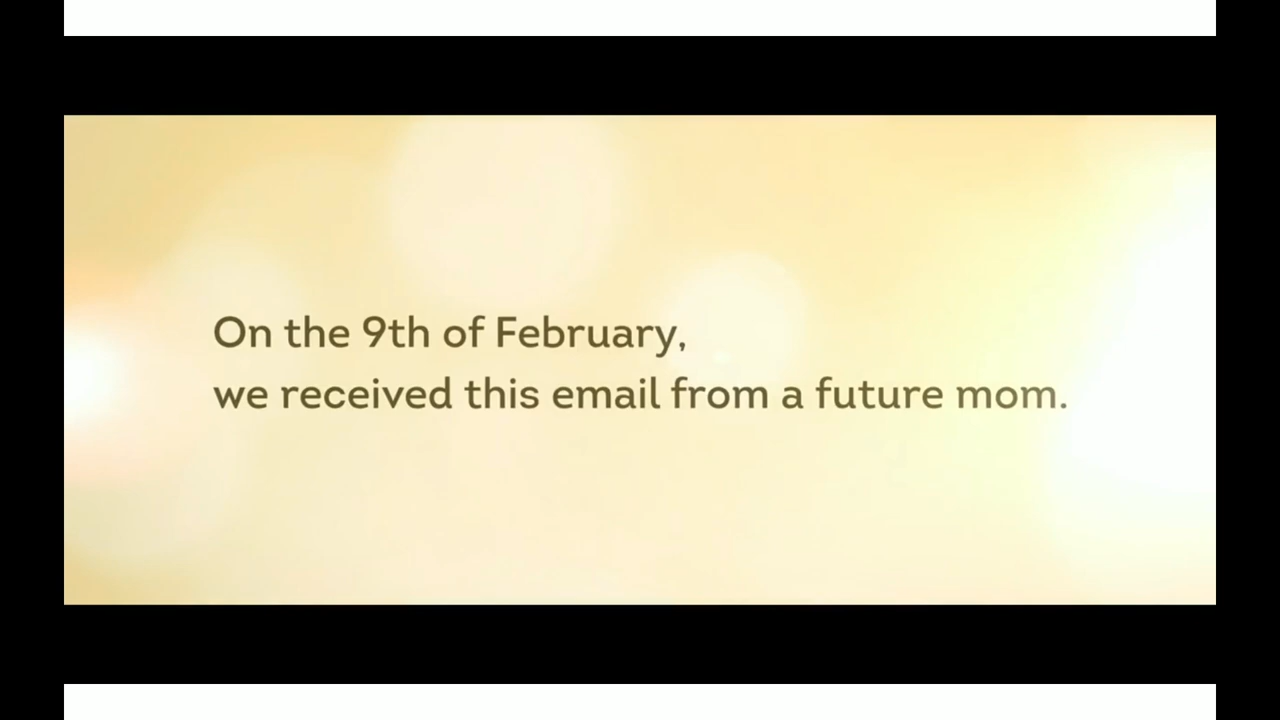 On the 9th of February,
we received this email from a future mom.